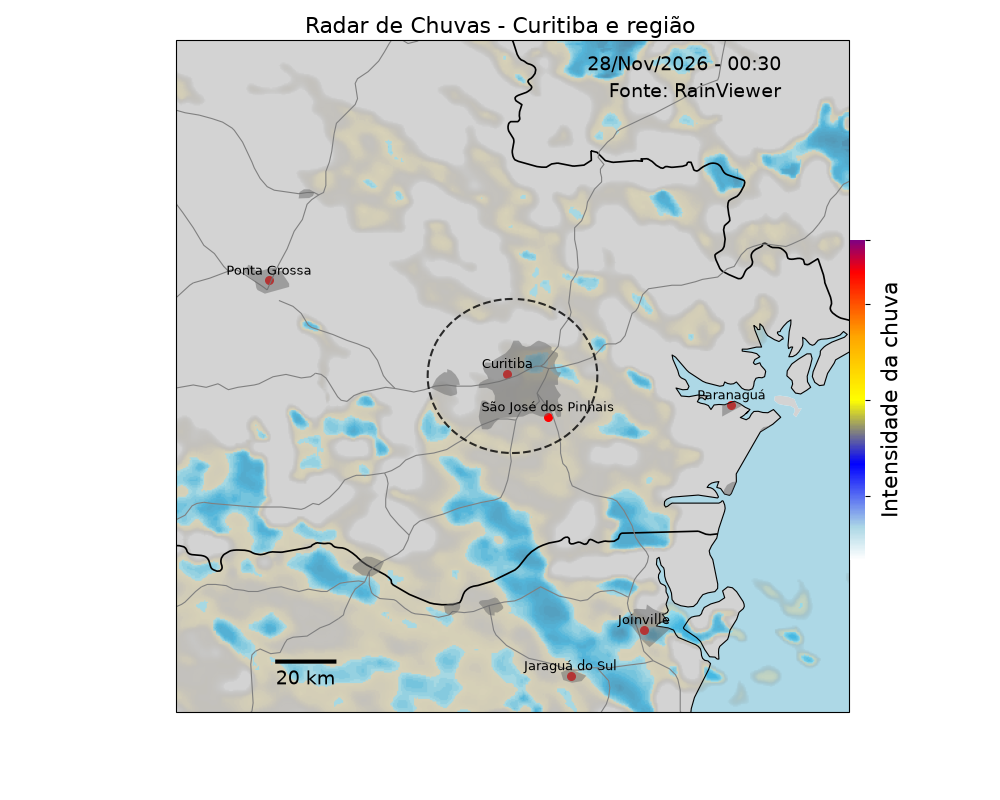 Radar de Chuvas - Curitiba e região
28/Nov/2026 - 00:30
Fonte: RainViewer
Ponta Grossa
Curitiba
São José dos Pinhais
Paranaguá
Joinville
Jaraguá do Sul
20 km
Intensidade da chuva